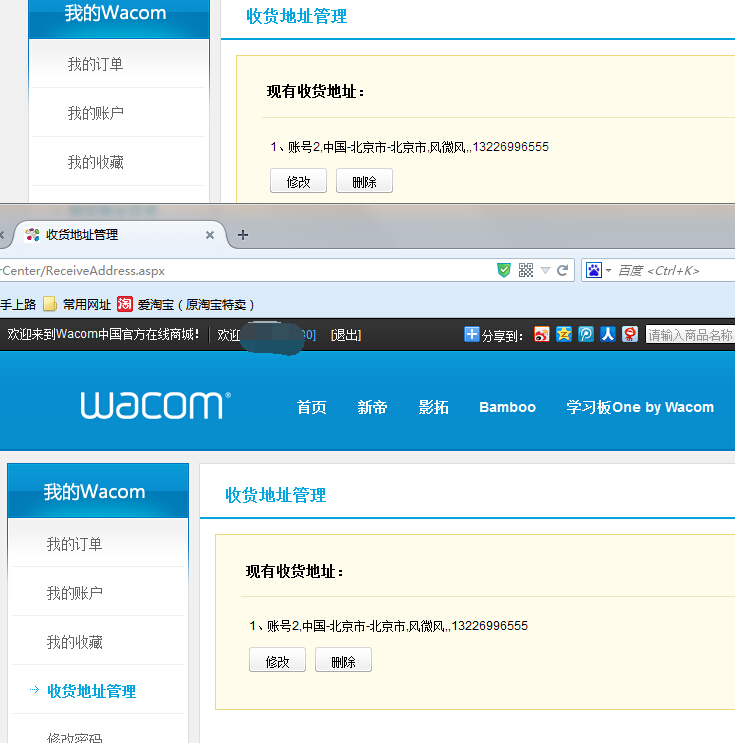 我的Wacom
收货地址管理
我的订单
我的账户
我的收藏
现有收货地址：
1、账号2,中国-北京市-北京市,风微风,,13226996555
修改 删除
收货地址管理
rCenter/ReceiveAddress.aspx
百度 <Ctrl+K>
手上路 常用网址 淘 爱淘宝（原淘宝特卖）
欢迎来到Wacom中国官方在线商城! 欢迎 0] [退出] 分享到: 请输入商品名称
wacom® 首页 新帝 影拓 Bamboo 学习板One by Wacom
我的Wacom
收货地址管理
我的订单
我的账户
我的收藏
收货地址管理
修改密码
现有收货地址：
1、账号2,中国-北京市-北京市,风微风,,13226996555
修改 删除